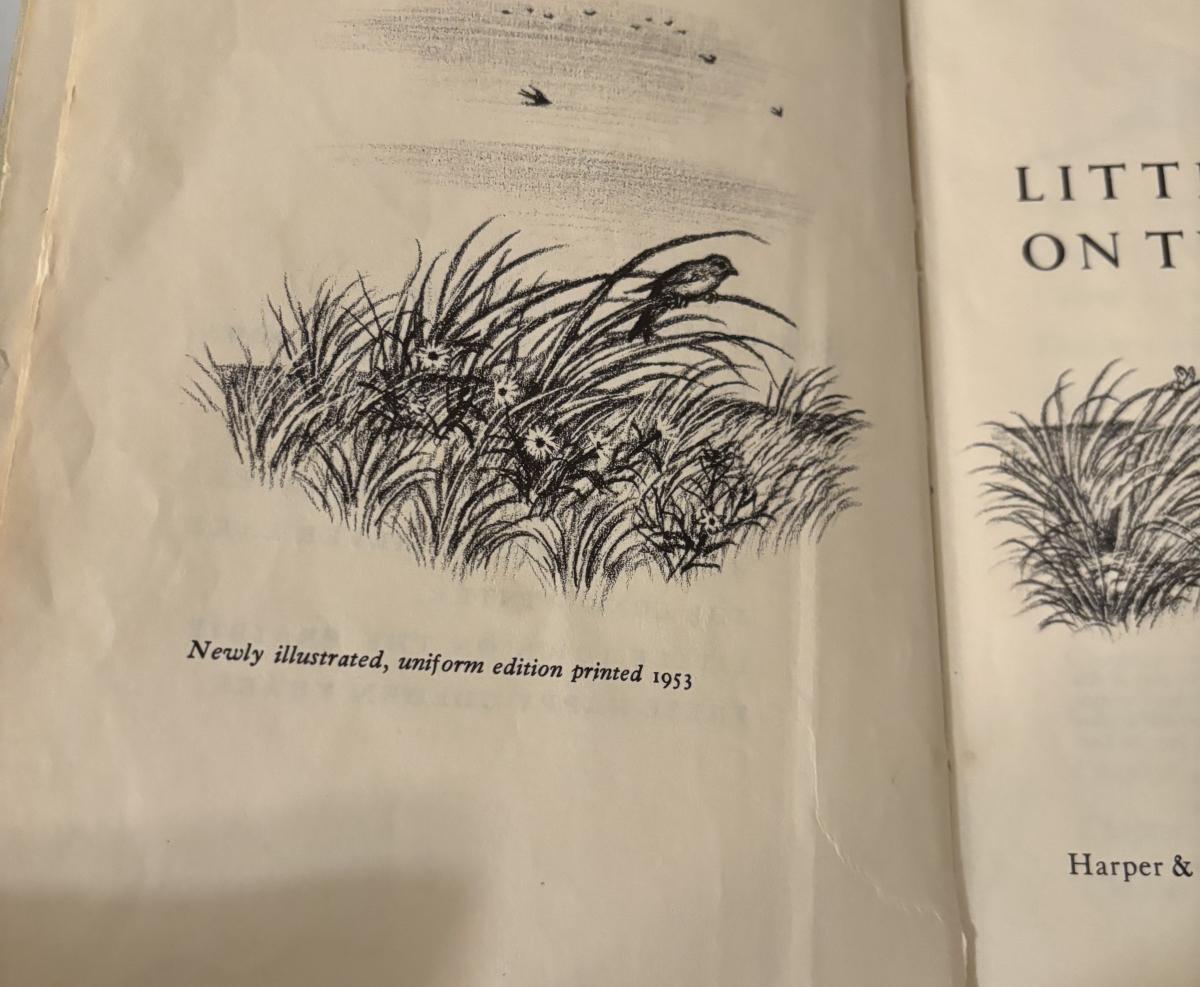 Newly illustrated, uniform edition printed 1953
LITT
ON T
Harper &